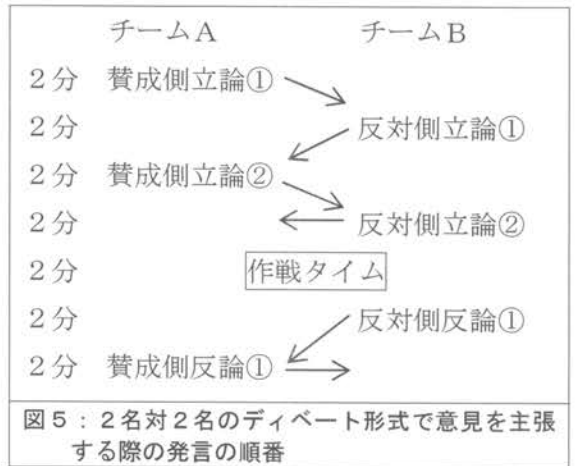 チームA チームB
2分 賛成側立論①
2分 反対側立論①
2分 賛成側立論②
2分 反対側立論②
2分 作戦タイム
2分 反対側反論①
2分 賛成側反論①
図5：2名対2名のディベート形式で意見を主張
する際の発言の順番